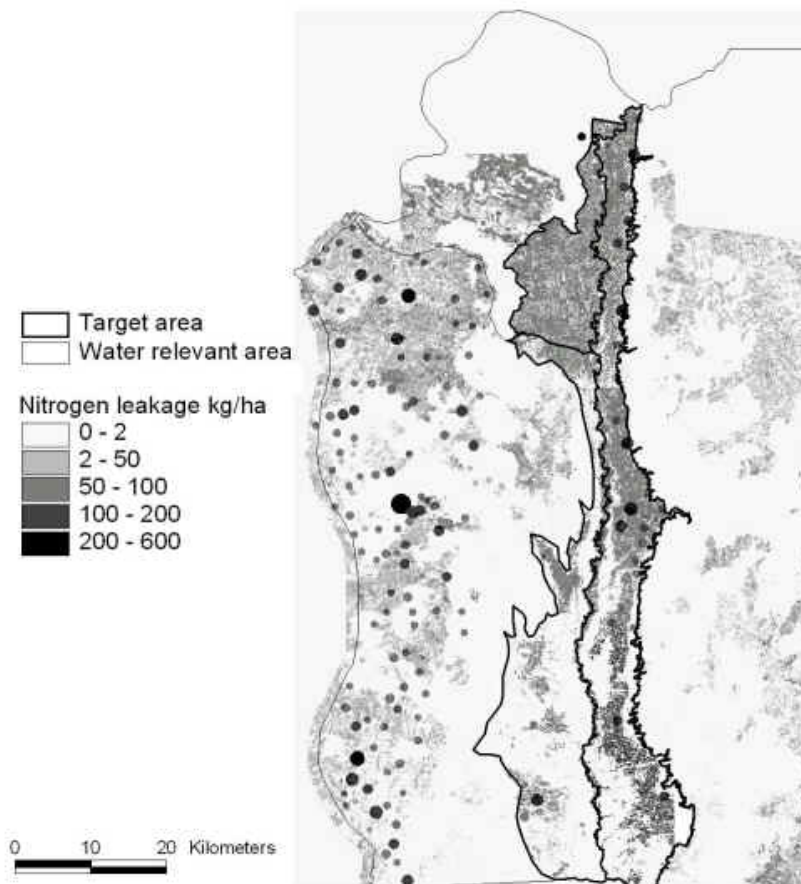 Target area
Water relevant area
Nitrogen leakage kg/ha
0 - 2
2 - 50
50 - 100
100 - 200
200 - 600
0 10 20 Kilometers